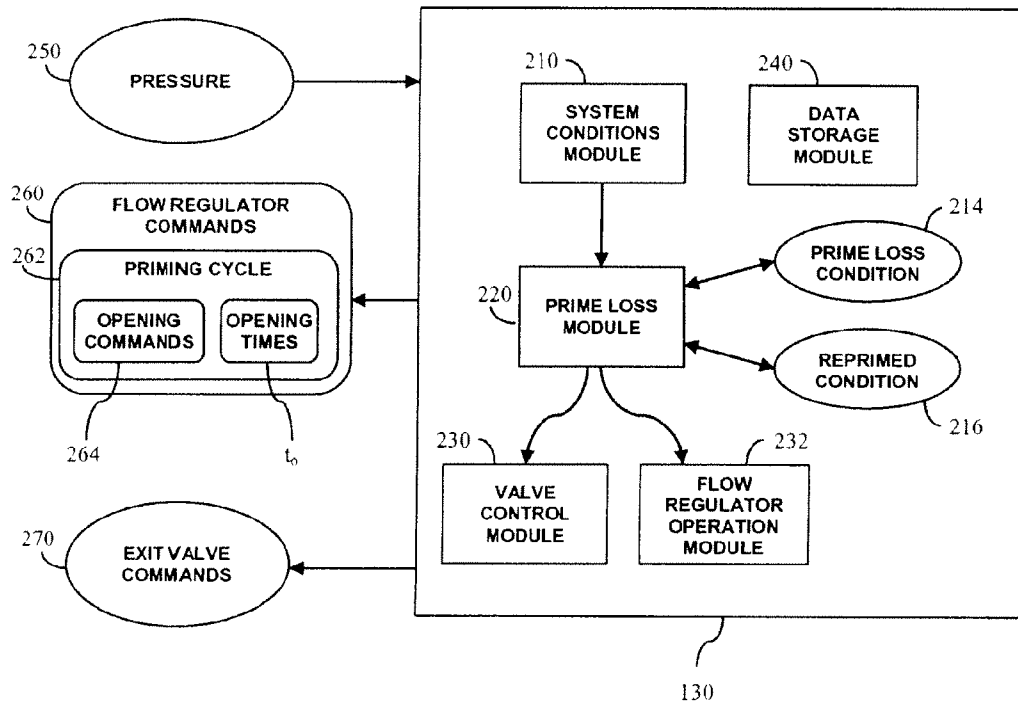 250
PRESSURE
210
SYSTEM
CONDITIONS
MODULE
240
DATA
STORAGE
MODULE
260
FLOW REGULATOR
COMMANDS
262
PRIMING CYCLE
OPENING
COMMANDS
OPENING
TIMES
264
t₀
220
PRIME LOSS
MODULE
214
PRIME LOSS
CONDITION
REPRIMED
CONDITION
216
230
VALVE
CONTROL
MODULE
232
FLOW
REGULATOR
OPERATION
MODULE
270
EXIT VALVE
COMMANDS
130